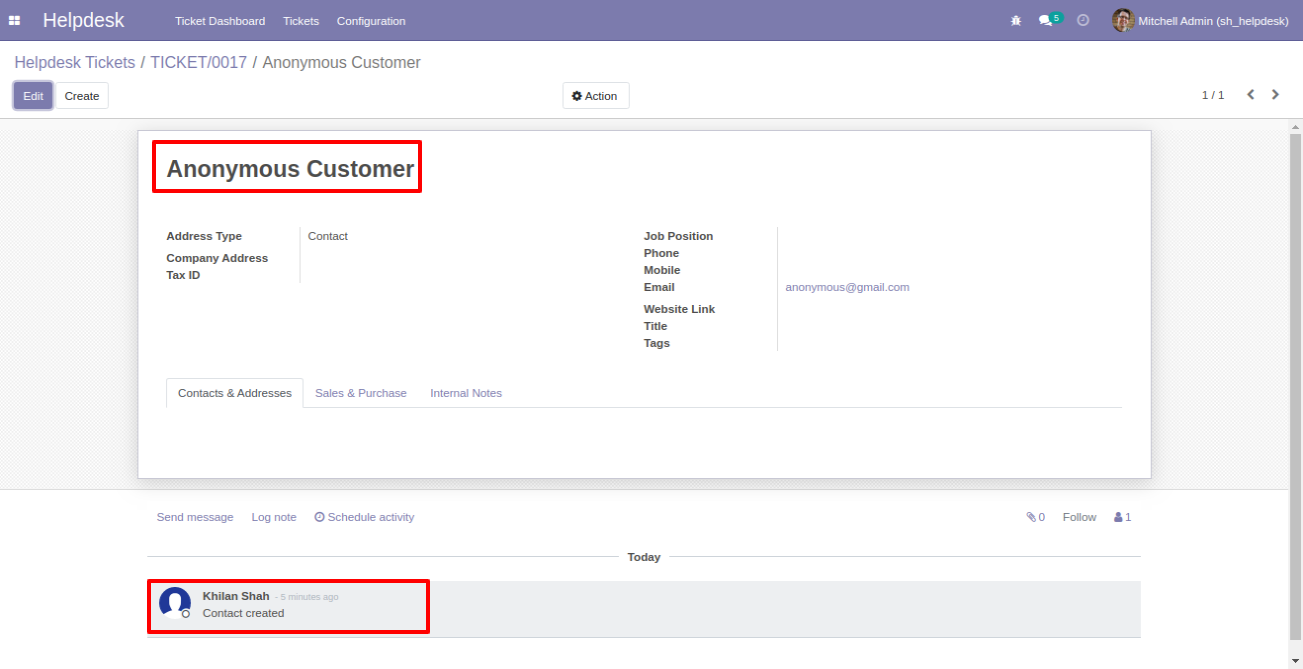 Helpdesk Ticket Dashboard Tickets Configuration 5 Mitchell Admin (sh_helpdesk)
Helpdesk Tickets / TICKET/0017 / Anonymous Customer
Edit Create Action 1 / 1
Anonymous Customer
Address Type Contact
Company Address
Tax ID
Job Position
Phone
Mobile
Email anonymous@gmail.com
Website Link
Title
Tags
Contacts & Addresses Sales & Purchase Internal Notes
Send message Log note Schedule activity 0 Follow 1
Today
Khilan Shah - 5 minutes ago
Contact created